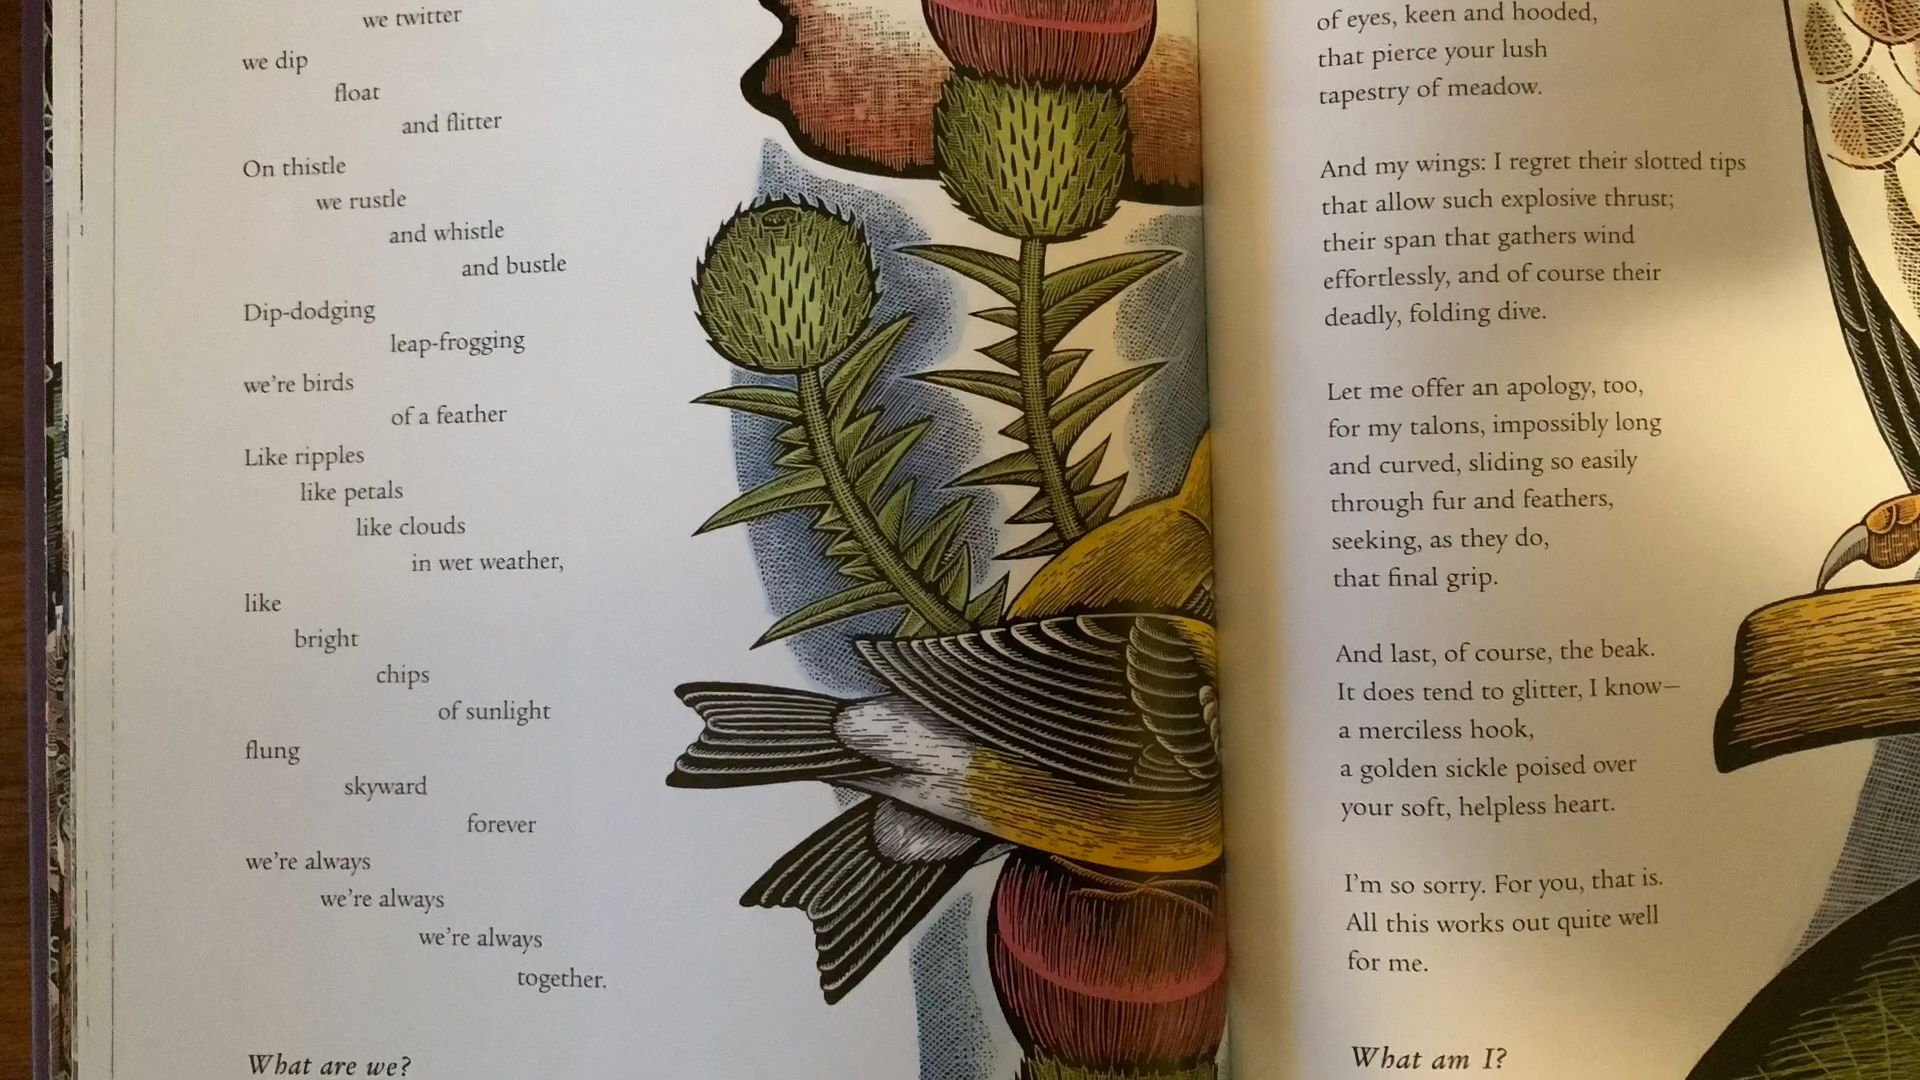 we twitter
we dip
float
and flitter
On thistle
we rustle
and whistle
and bustle
Dip-dodging
leap-frogging
we're birds
of a feather
Like ripples
like petals
like clouds
in wet weather,
like
bright
chips
of sunlight
flung
skyward
forever
we're always
we're always
we're always
together.
What are we?
of eyes, keen and hooded,
that pierce your lush
tapestry of meadow.
And my wings: I regret their slotted tips
that allow such explosive thrust;
their span that gathers wind
effortlessly, and of course their
deadly, folding dive.
Let me offer an apology, too,
for my talons, impossibly long
and curved, sliding so easily
through fur and feathers,
seeking, as they do,
that final grip.
And last, of course, the beak.
It does tend to glitter, I know—
a merciless hook,
a golden sickle poised over
your soft, helpless heart.
I'm so sorry. For you, that is.
All this works out quite well
for me.
What am I?